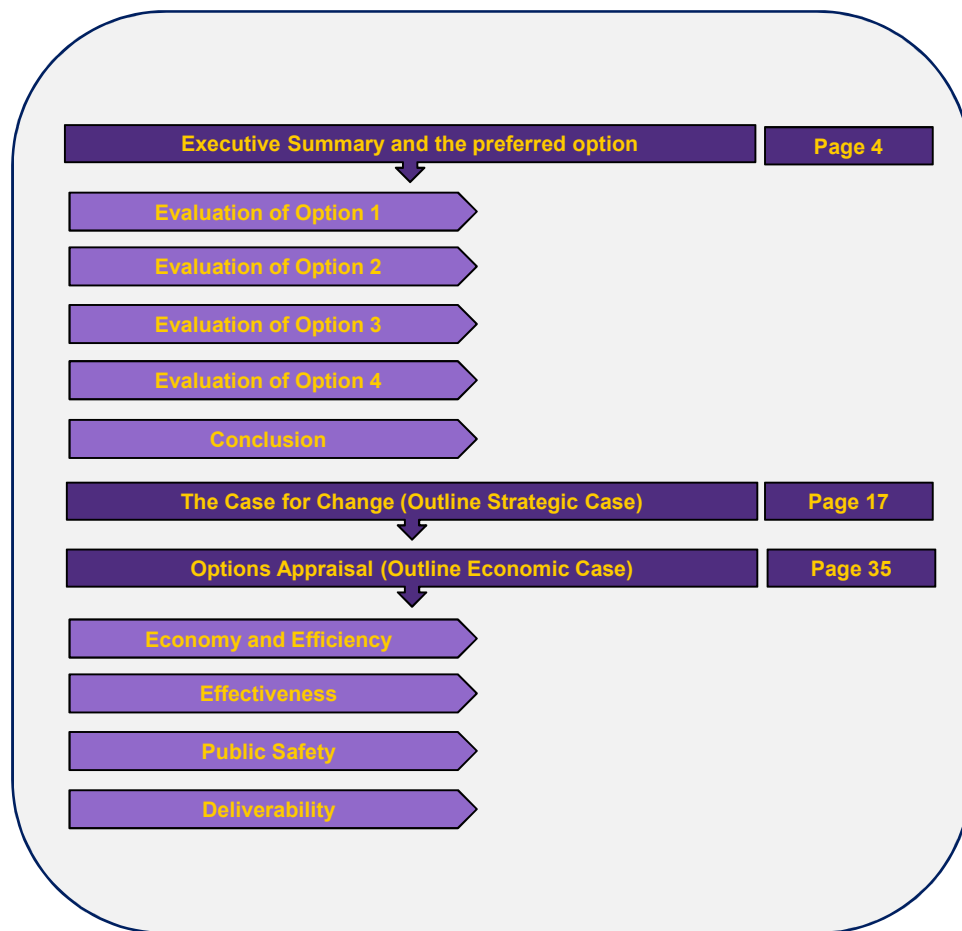 Executive Summary and the preferred option Page 4
Evaluation of Option 1
Evaluation of Option 2
Evaluation of Option 3
Evaluation of Option 4
Conclusion
The Case for Change (Outline Strategic Case) Page 17
Options Appraisal (Outline Economic Case) Page 35
Economy and Efficiency
Effectiveness
Public Safety
Deliverability